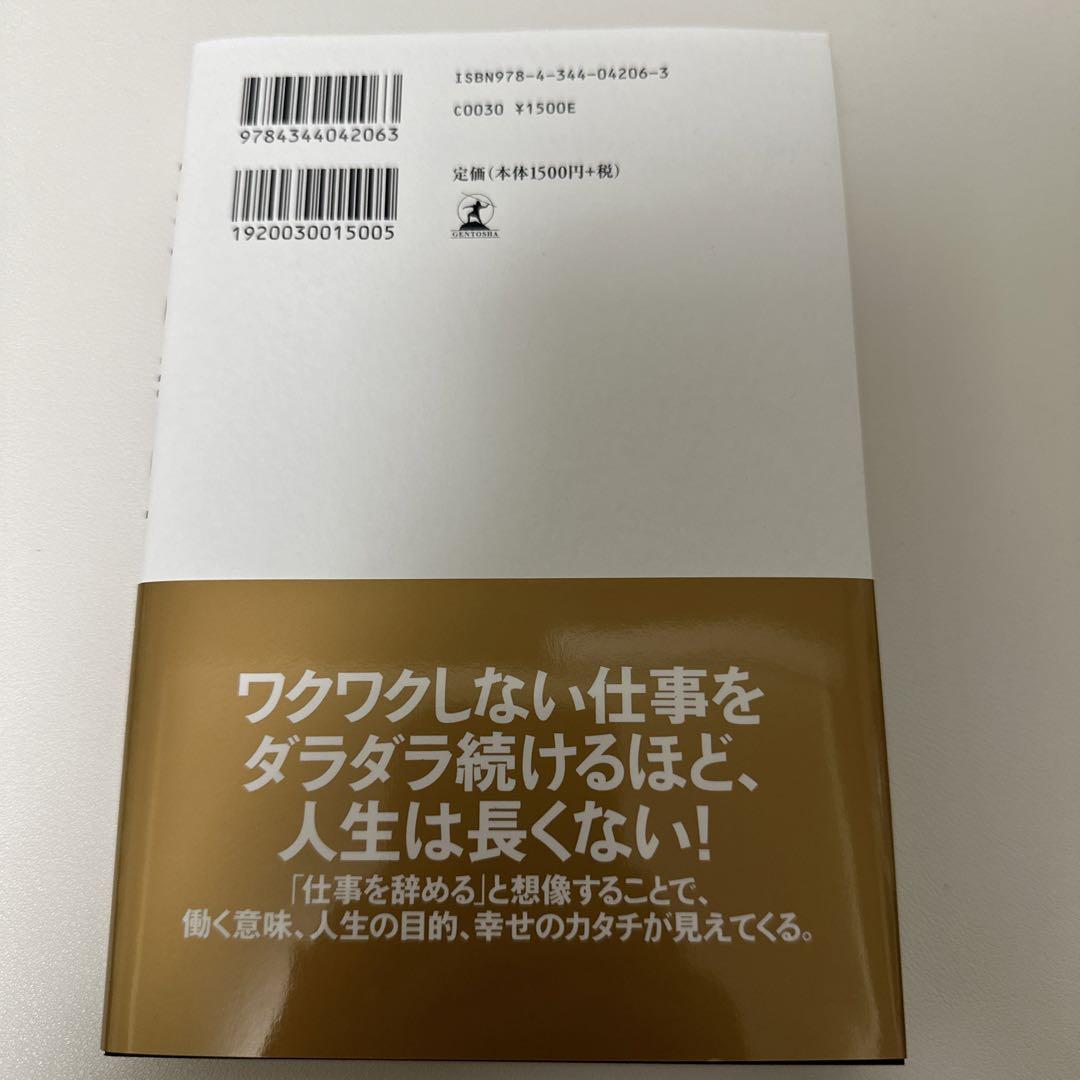 ISBN978-4-344-04206-3
C0030 ¥1500E
9784344042063
定価(本体1500円+税)
1920030015005
GENTOSHA
ワクワクしない仕事を
ダラダラ続けるほど、
人生は長くない!
「仕事を辞める」と想像することで、
働く意味、人生の目的、幸せのカタチが見えてくる。